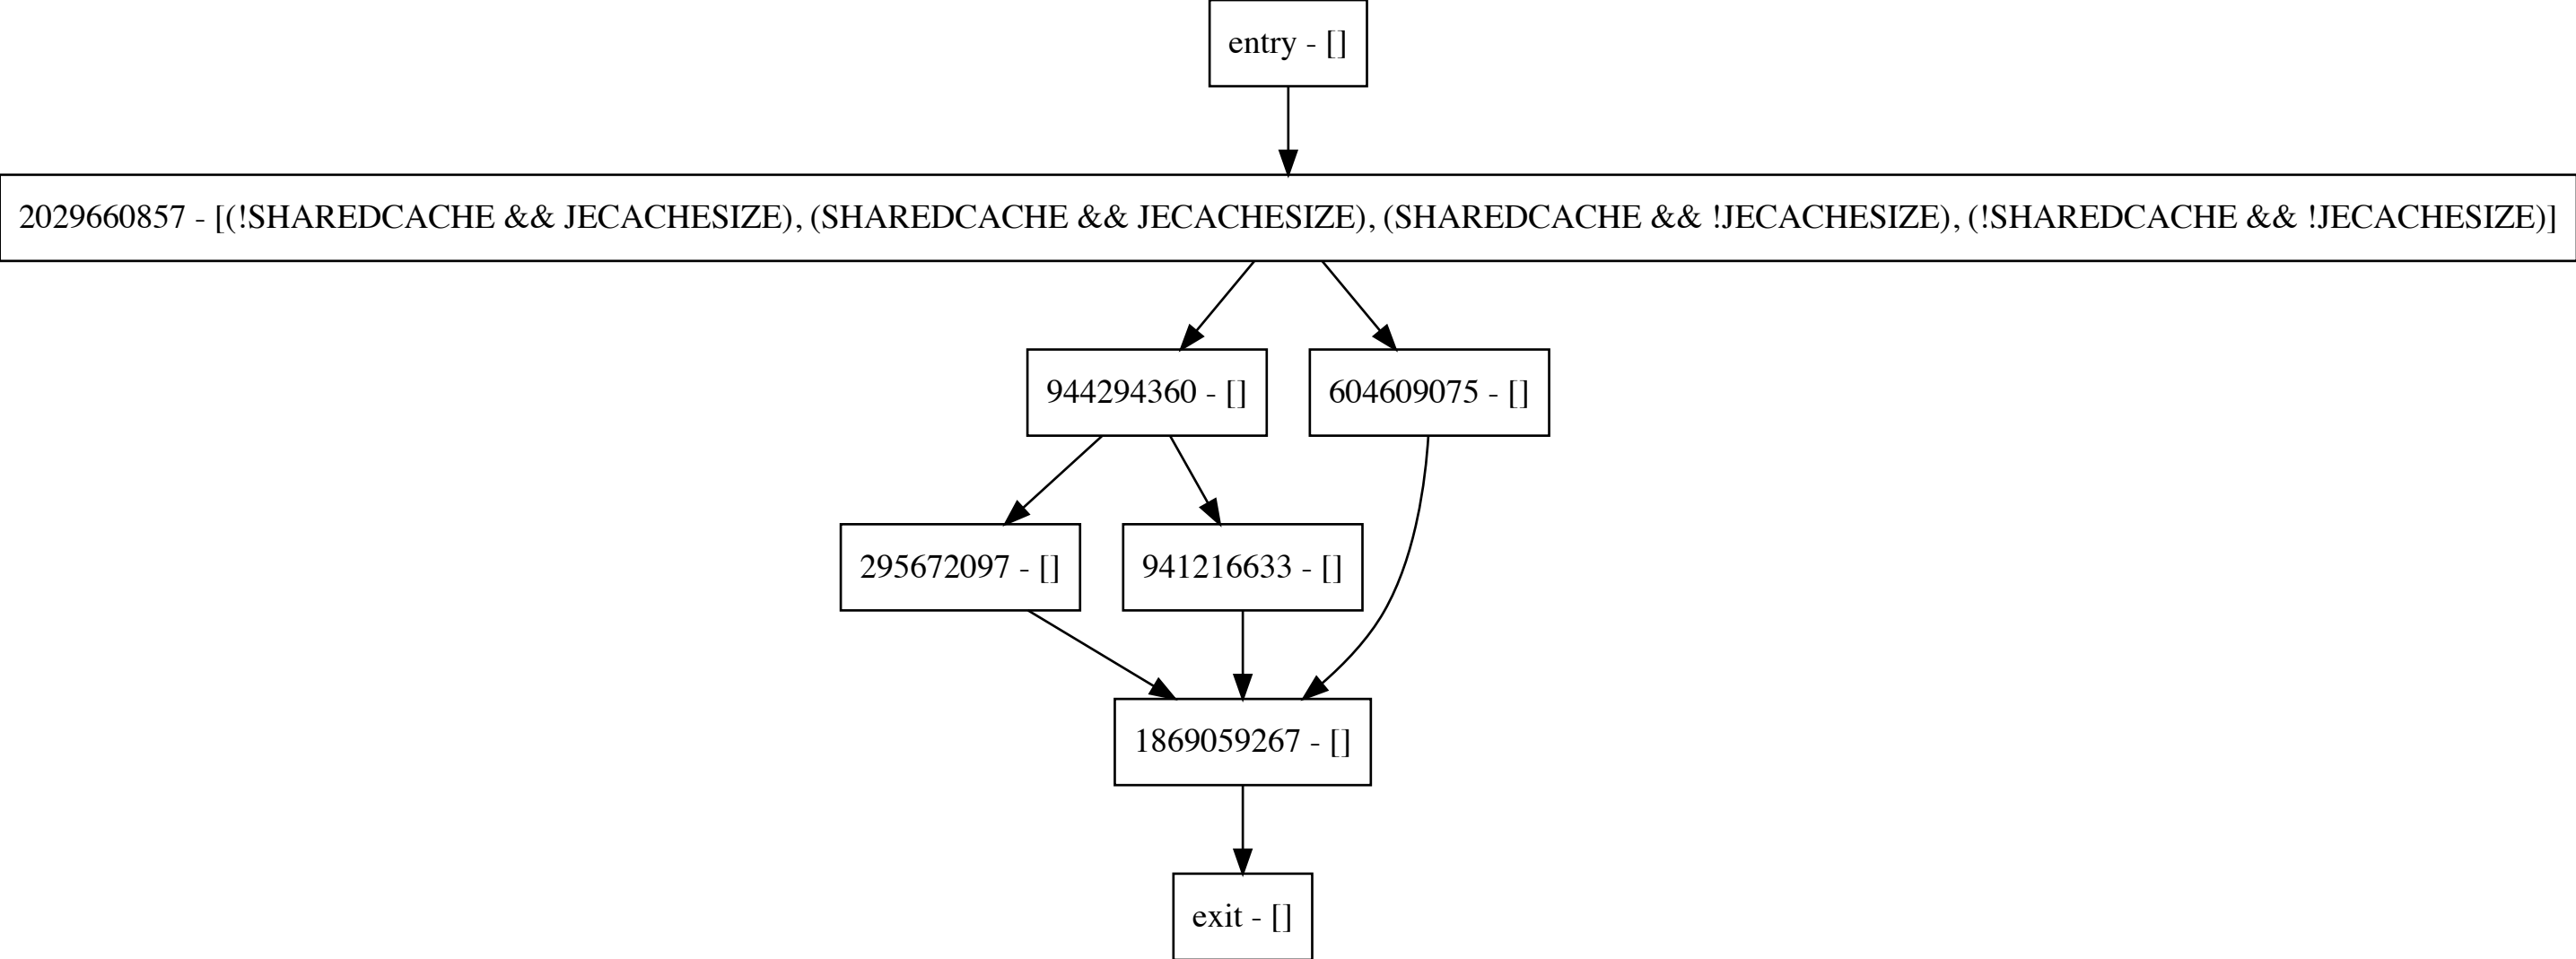 entry - []
2029660857 - [(!SHAREDCACHE && JECACHESIZE), (SHAREDCACHE && JECACHESIZE), (SHAREDCACHE && !JECACHESIZE), (!SHAREDCACHE && !JECACHESIZE)]
944294360 - []
604609075 - []
295672097 - []
941216633 - []
1869059267 - []
exit - []